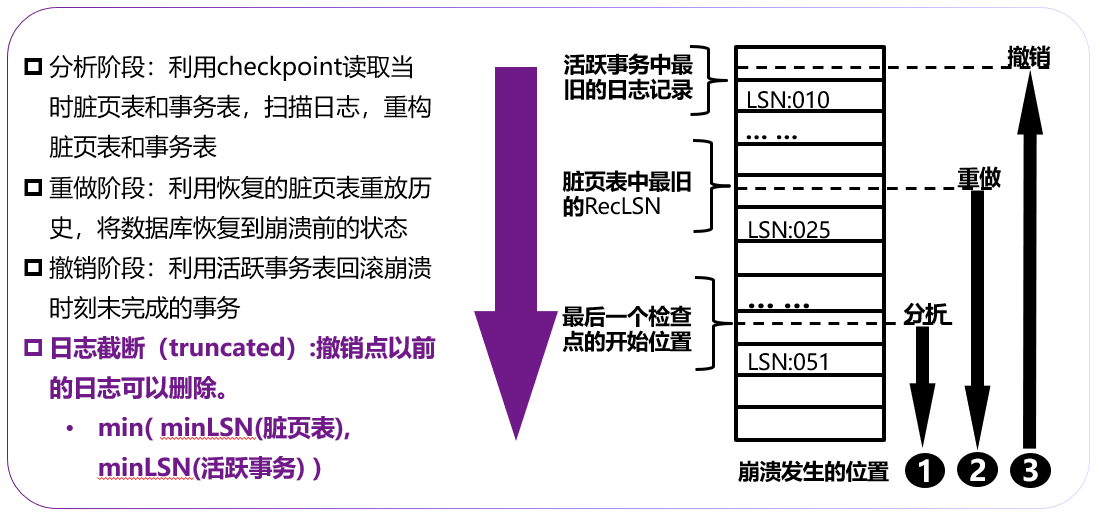 分析阶段：利用checkpoint读取当
时脏页表和事务表，扫描日志，重构
脏页表和事务表
重做阶段：利用恢复的脏页表重放历
史，将数据库恢复到崩溃前的状态
撤销阶段：利用活跃事务表回滚崩溃
时刻未完成的事务
日志截断（truncated）:撤销点以前
的日志可以删除。
• min( minLSN(脏页表),
minLSN(活跃事务) )
活跃事务中最
旧的日志记录
脏页表中最旧
的RecLSN
最后一个检查
点的开始位置
LSN:010
... ...
LSN:025
... ...
LSN:051
崩溃发生的位置
撤销
重做
分析
1
2
3